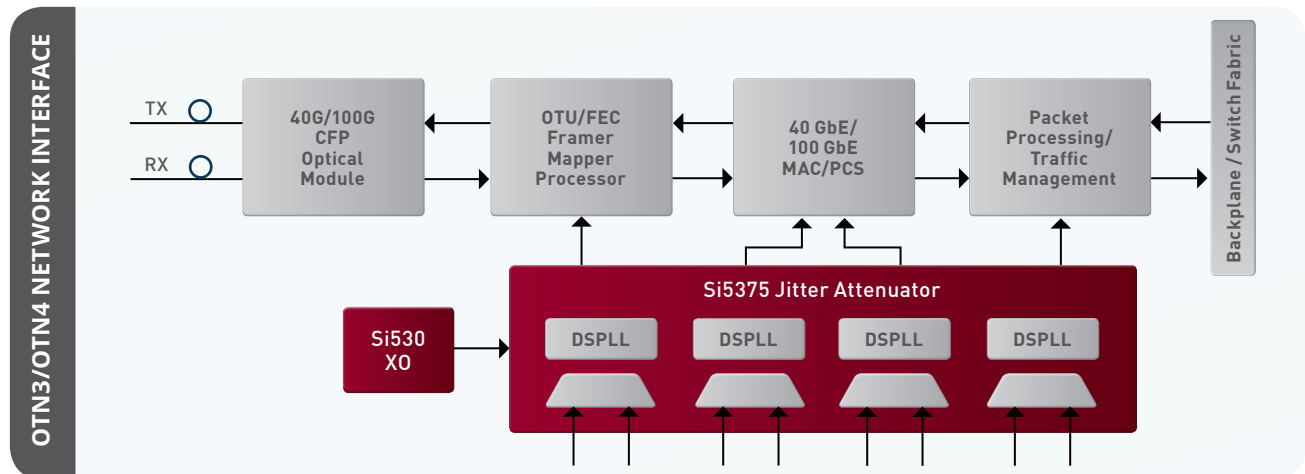 OTN3/OTN4 NETWORK INTERFACE
TX
RX
40G/100G
CFP
Optical
Module
OTU/FEC
Framer
Mapper
Processor
40 GbE/
100 GbE
MAC/PCS
Packet
Processing/
Traffic
Management
Backplane / Switch Fabric
Si5375 Jitter Attenuator
Si530
XO
DSPLL
DSPLL
DSPLL
DSPLL